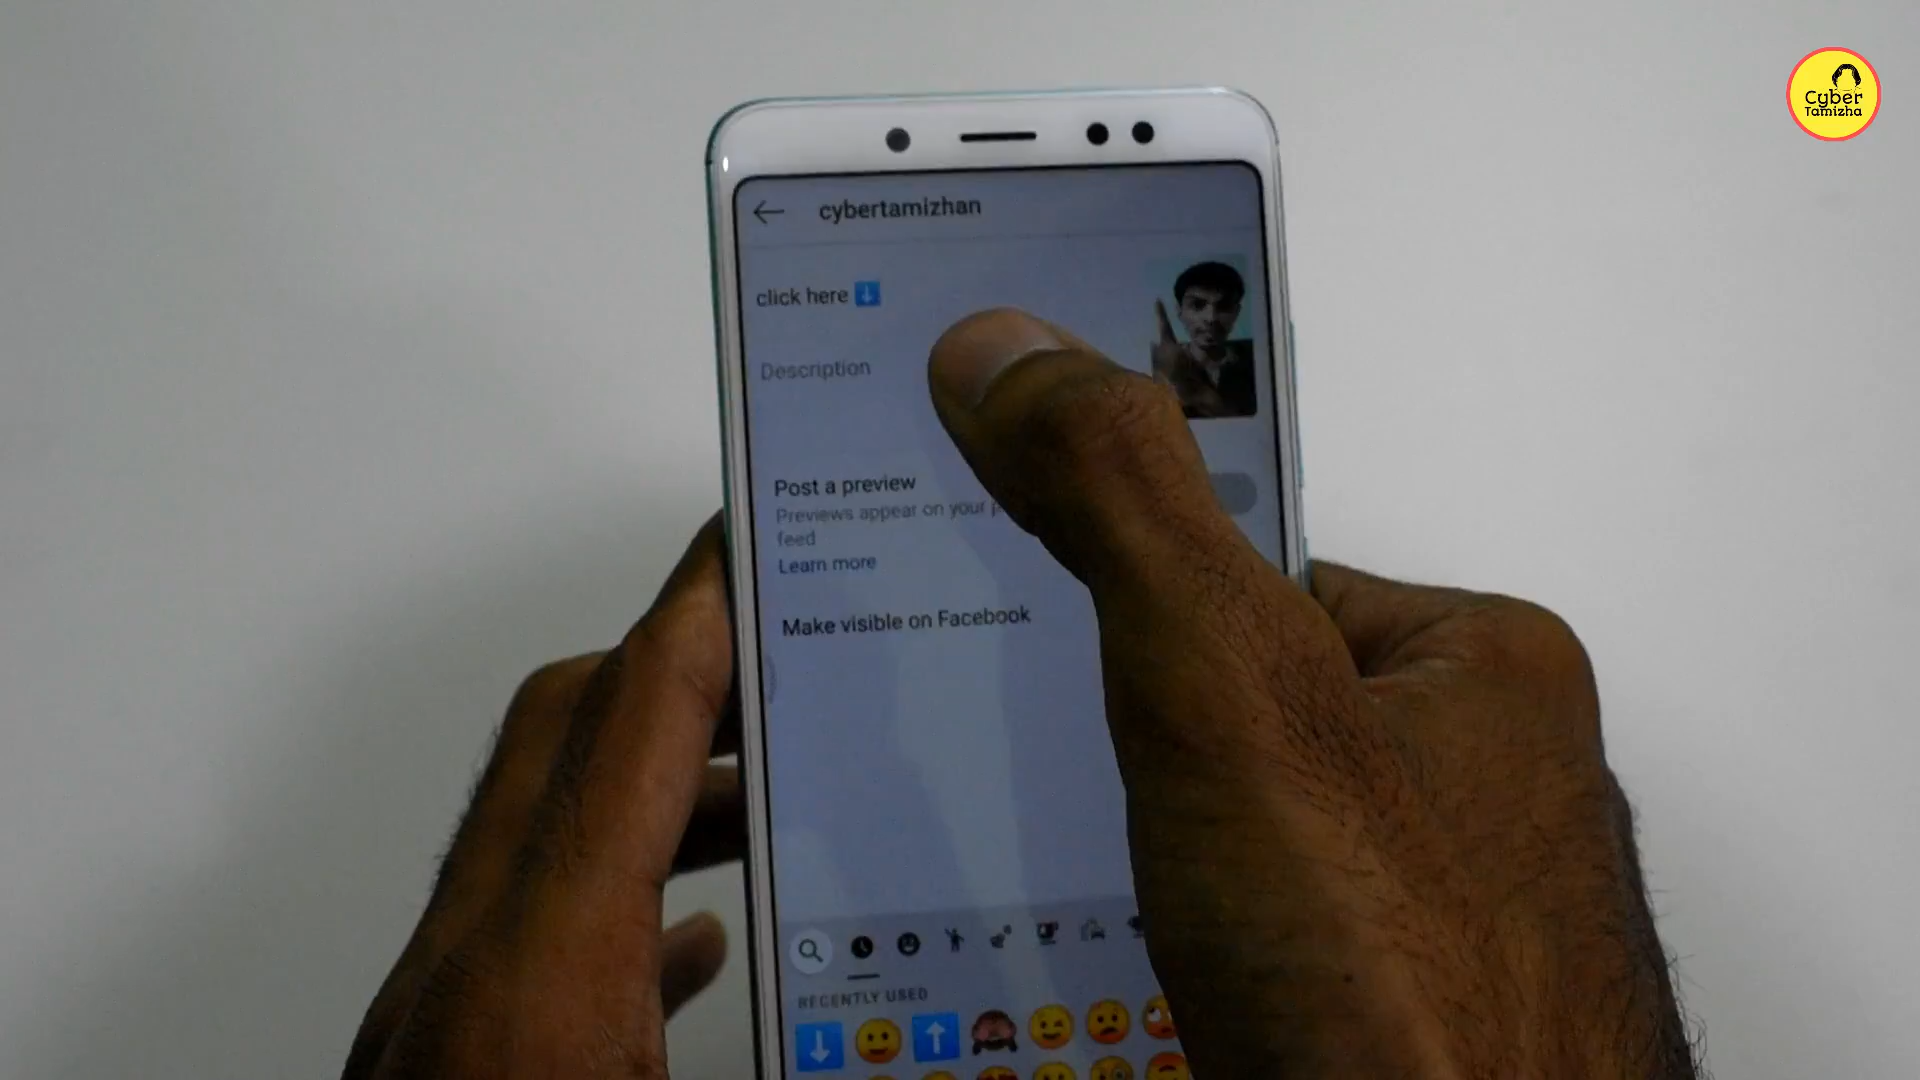 Cyber
Tamizha
cybertamizhan
click here ⬇️
Description
Post a preview
Previews appear on your
feed
Learn more
Make visible on Facebook
RECENTLY USED